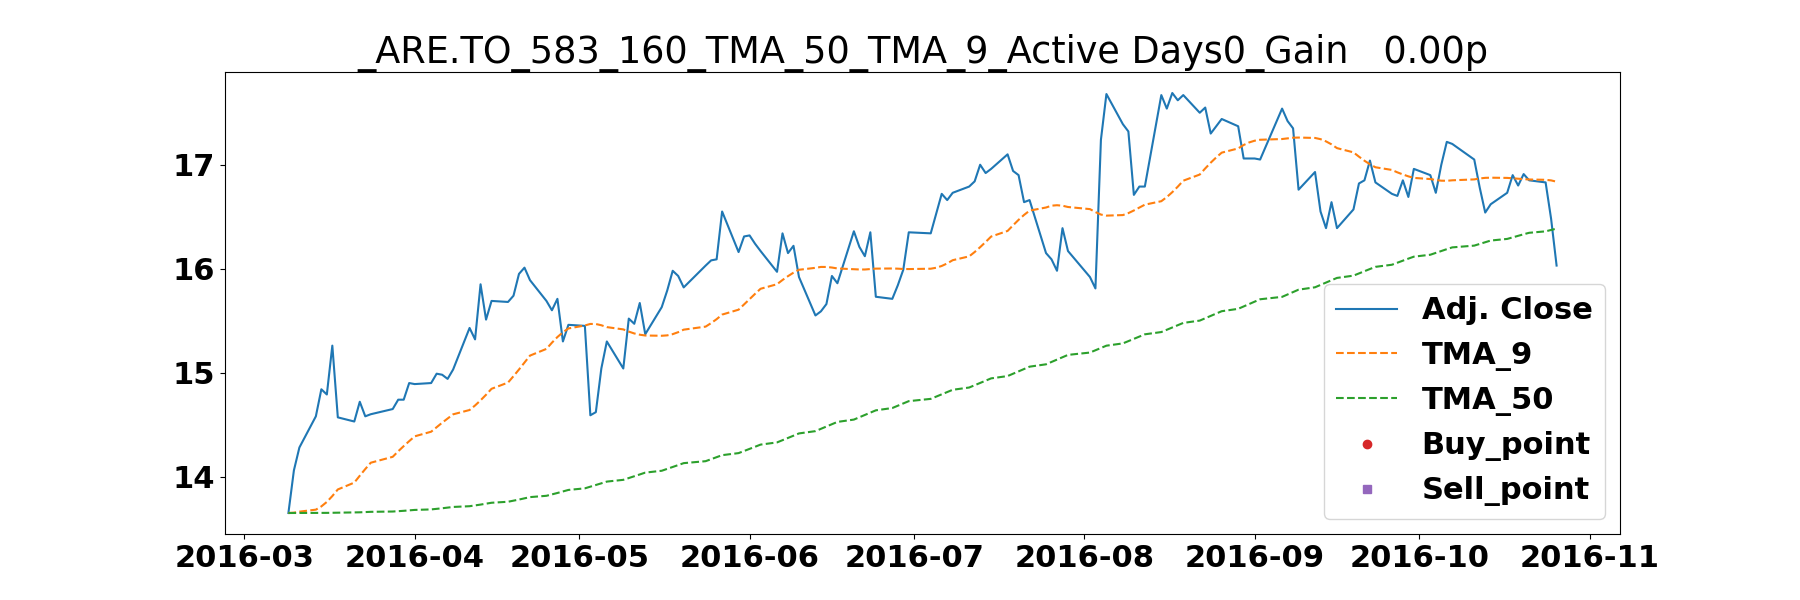 _ARE.TO_583_160_TMA_50_TMA_9_Active Days0_Gain   0.00p
17
16
15
14
Adj. Close
TMA_9
TMA_50
Buy_point
Sell_point
2016-03 2016-04 2016-05 2016-06 2016-07 2016-08 2016-09 2016-10 2016-11